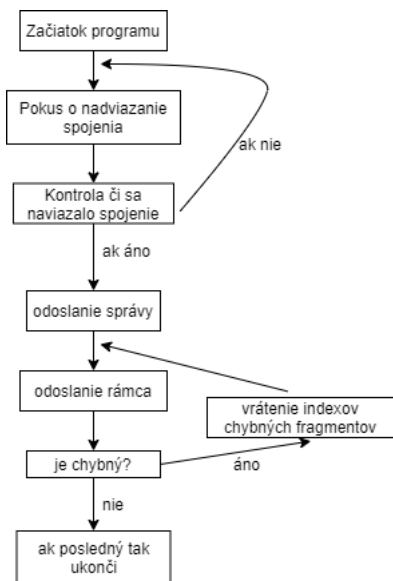 Začiatok programu
Pokus o nadviazanie
spojenia
ak nie
Kontrola či sa
naviazalo spojenie
ak áno
odoslanie správy
odoslanie rámca
vrátenie indexov
chybných fragmentov
je chybný?
áno
nie
ak posledný tak
ukonči